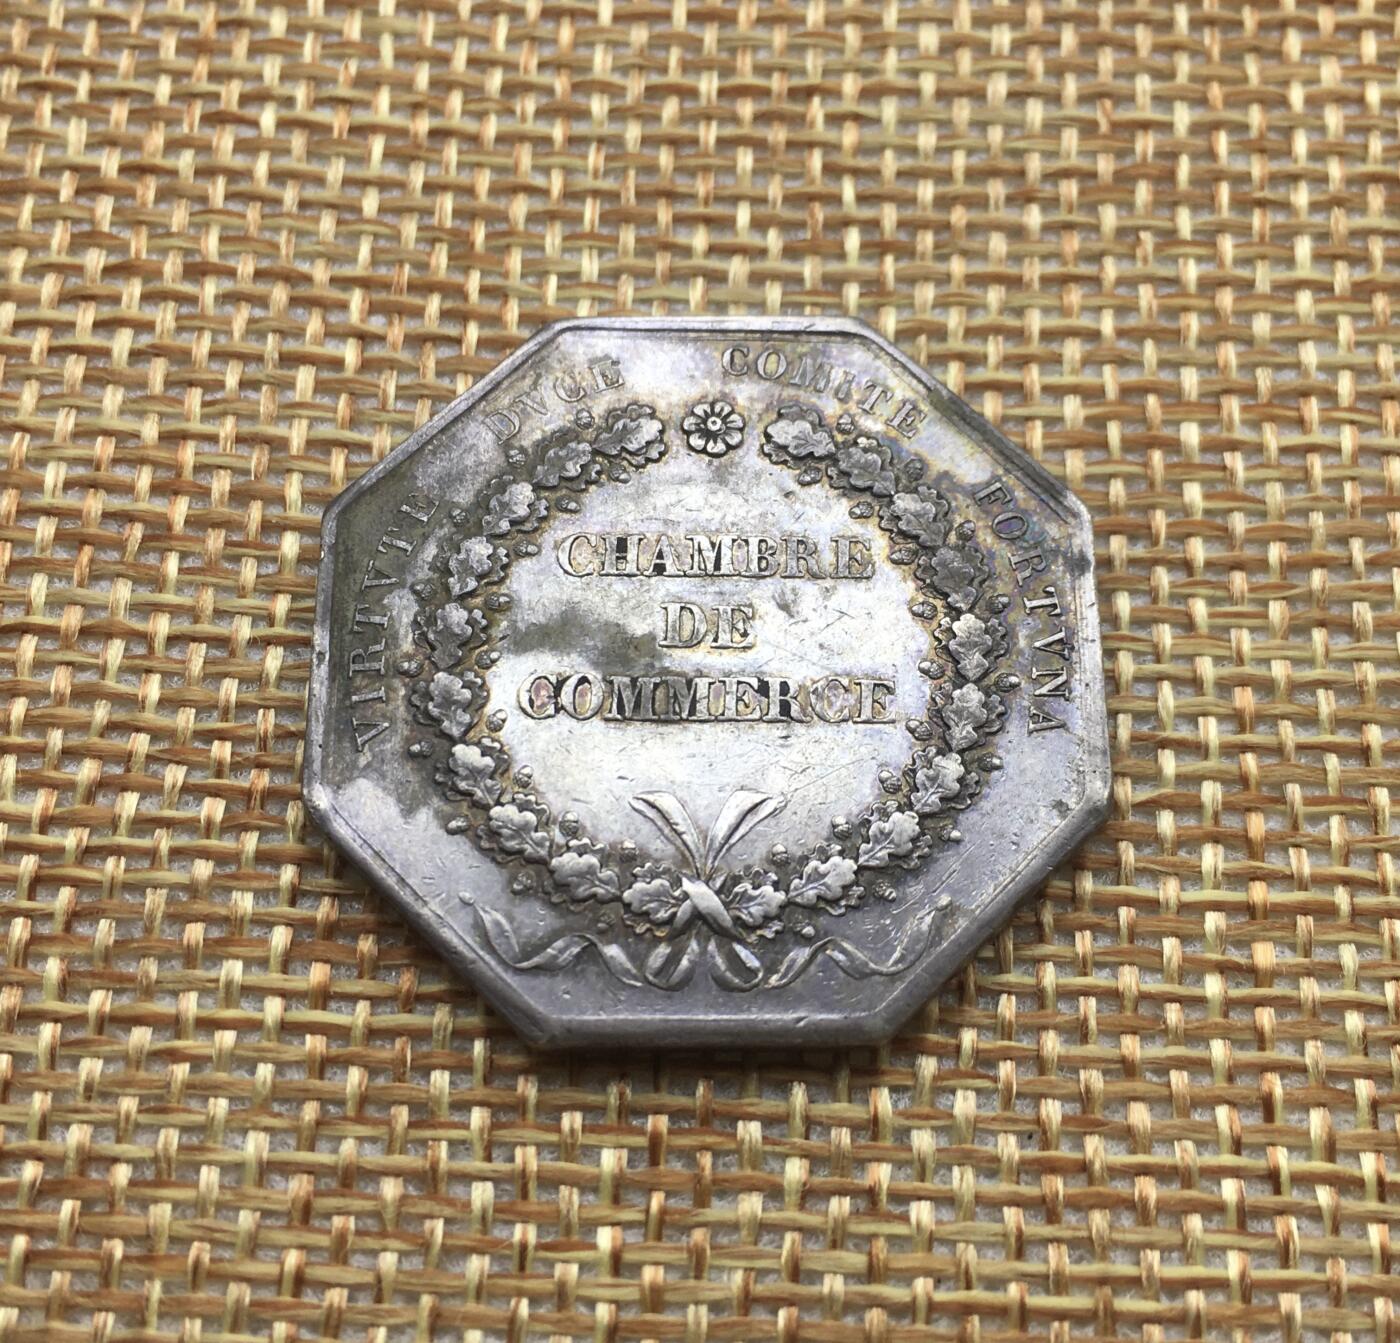 VIRTVTE DVCE COMITE FORTVNA
CHAMBRE
DE
COMMERCE